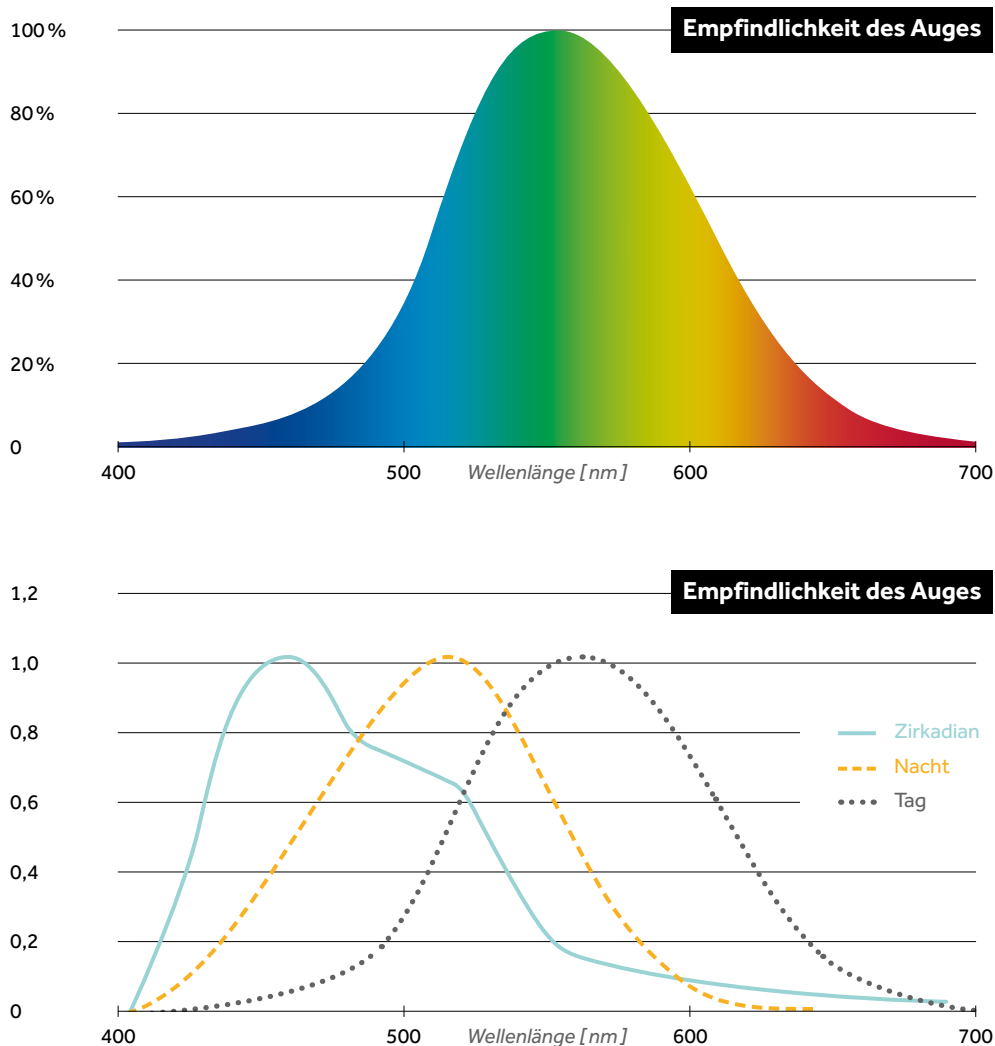 Empfindlichkeit des Auges
100 %
80 %
60 %
40 %
20 %
0
400 500 Wellenlänge [nm] 600 700
Empfindlichkeit des Auges
1,2
1,0
0,8
0,6
0,4
0,2
0
Zirkadian
Nacht
Tag
400 500 Wellenlänge [nm] 600 700